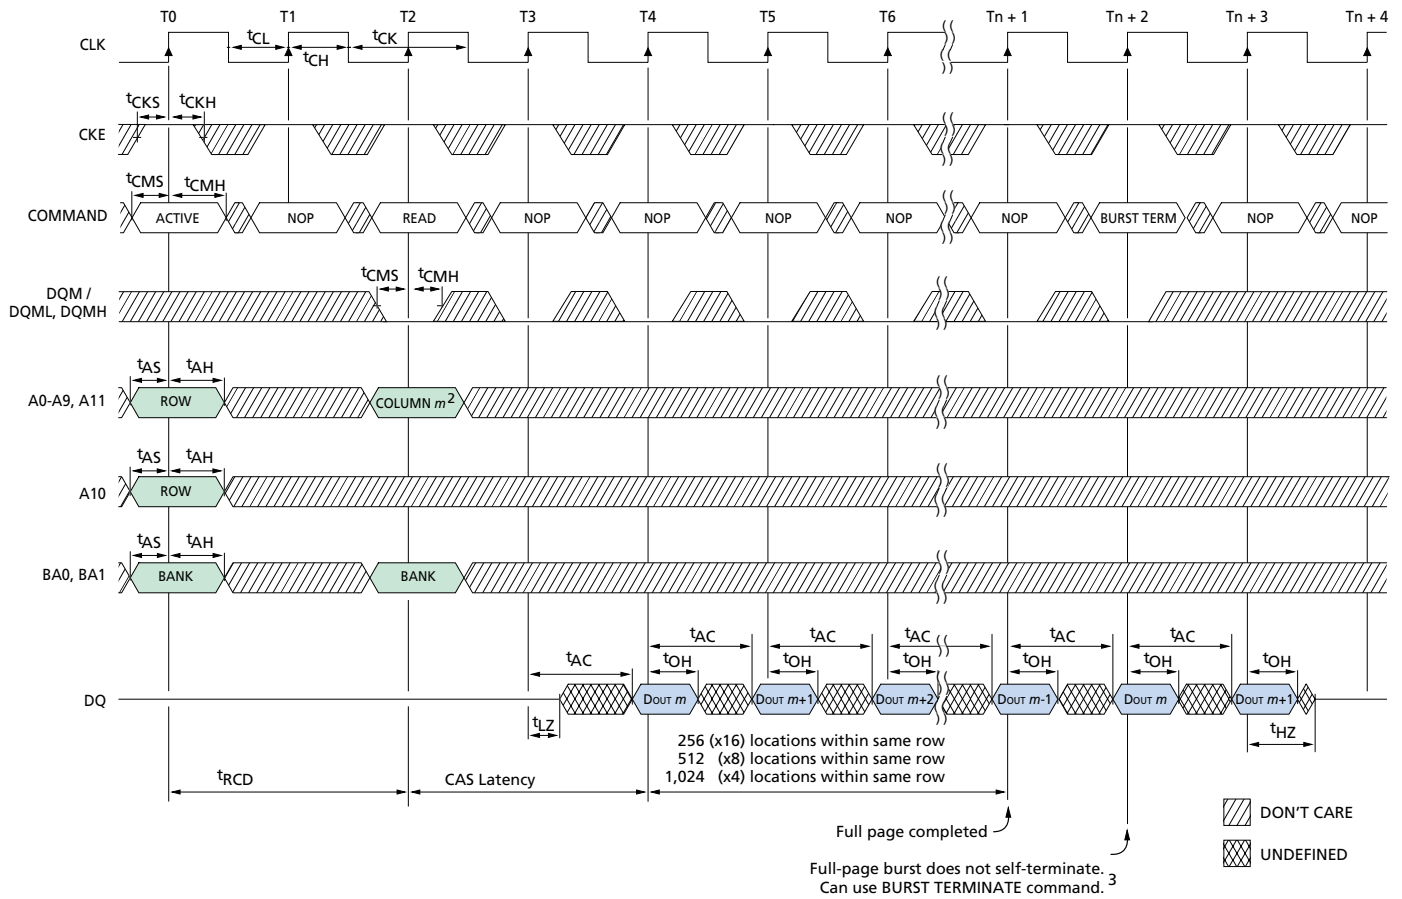 T0 T1 T2 T3 T4 T5 T6 Tn + 1 Tn + 2 Tn + 3 Tn + 4
CLK
tCL tCH tCK
tCKS tCKH
CKE
tCMS tCMH
COMMAND ACTIVE NOP READ NOP NOP NOP NOP NOP BURST TERM NOP NOP
tCMS tCMH
DQM /
DQML, DQMH
tAS tAH
A0-A9, A11 ROW COLUMN m2
tAS tAH
A10 ROW
tAS tAH
BA0, BA1 BANK BANK
tAC tAC tAC tAC tAC tAC
tOH tOH tOH tOH tOH tOH
DQ DOUT m DOUT m+1 DOUT m+2 DOUT m-1 DOUT m DOUT m+1
tLZ tHZ
256 (x16) locations within same row
512 (x8) locations within same row
1,024 (x4) locations within same row
tRCD CAS Latency
Full page completed
Full-page burst does not self-terminate.
Can use BURST TERMINATE command. 3
DON'T CARE
UNDEFINED